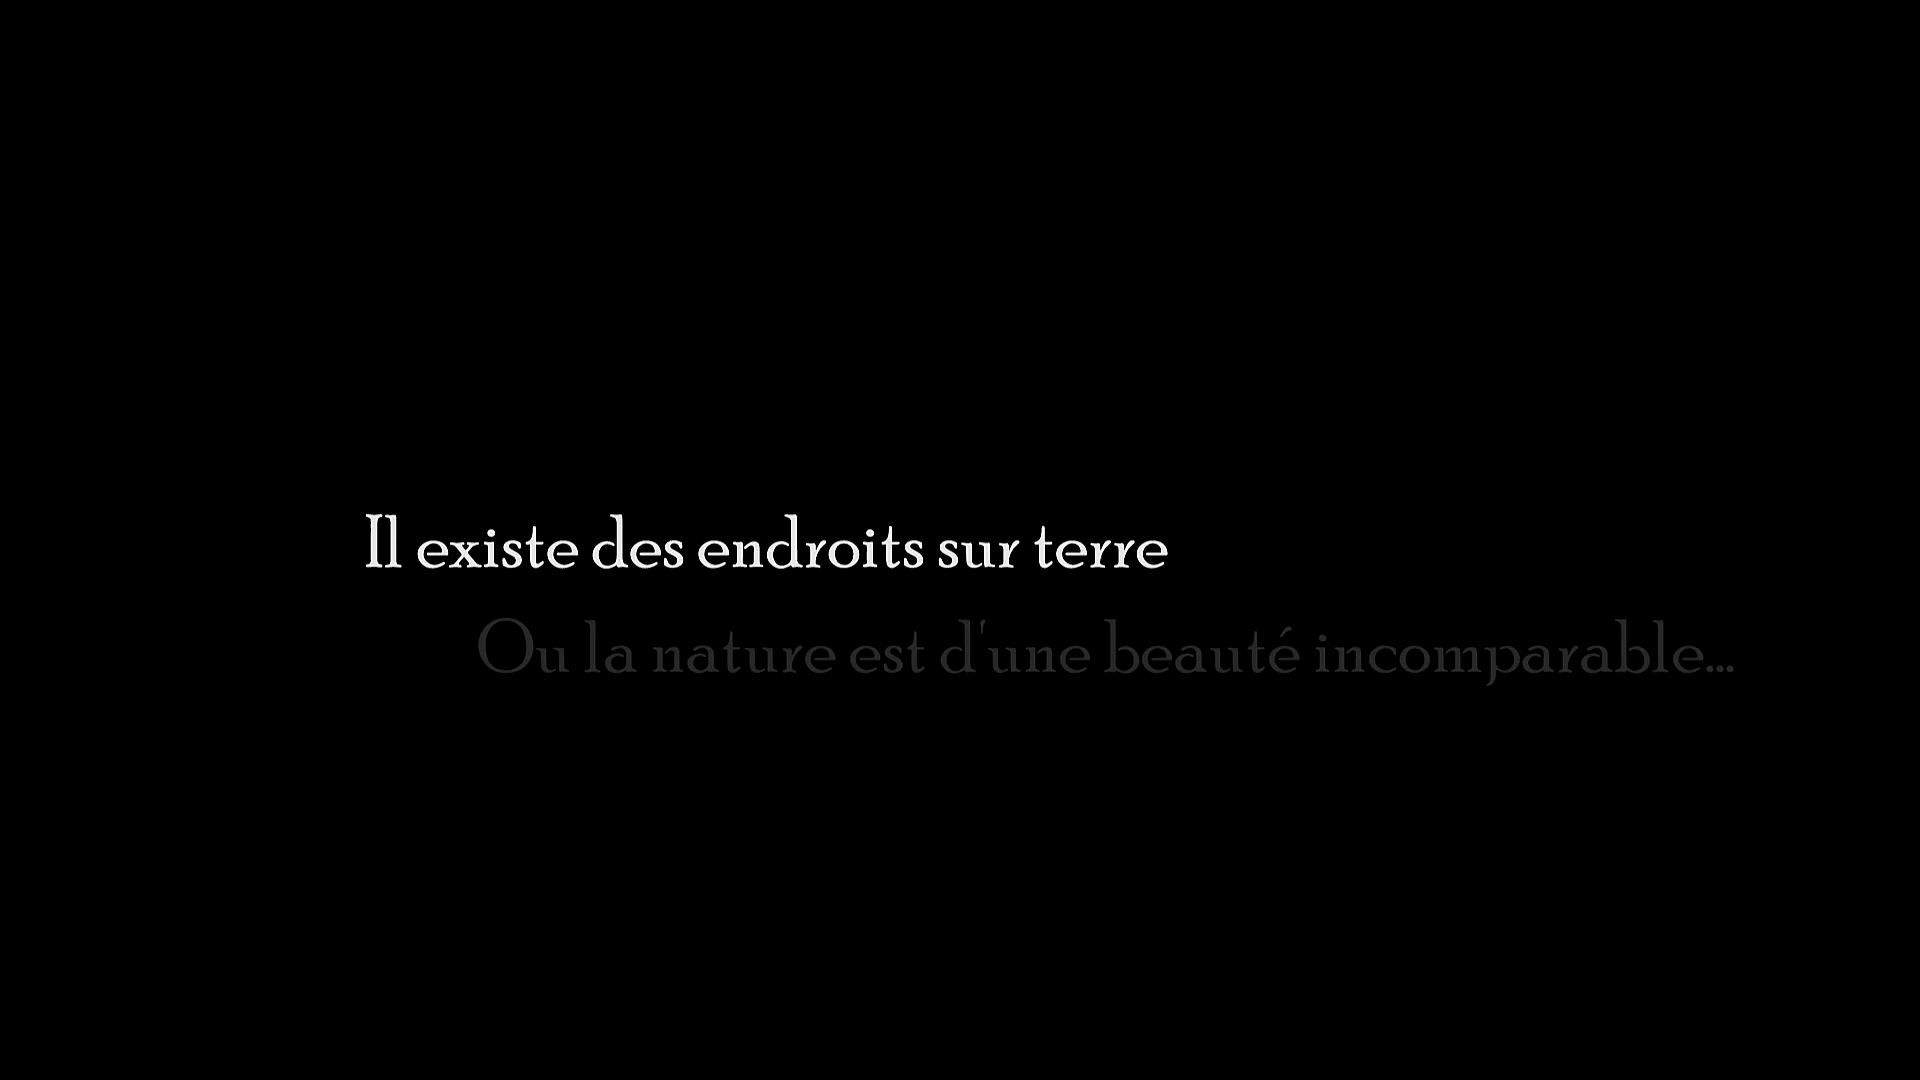 Il existe des endroits sur terre
Ou la nature est d'une beauté incomparable...